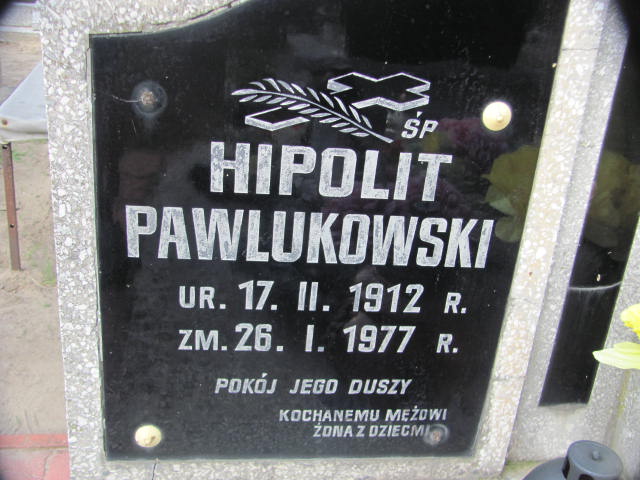 ŚP
HIPOLIT
PAWLUKOWSKI
UR. 17. II. 1912 R.
ZM. 26. I. 1977 R.
POKÓJ JEGO DUSZY
KOCHANEMU MĘŻOWI
ŻONA Z DZIEĆMI